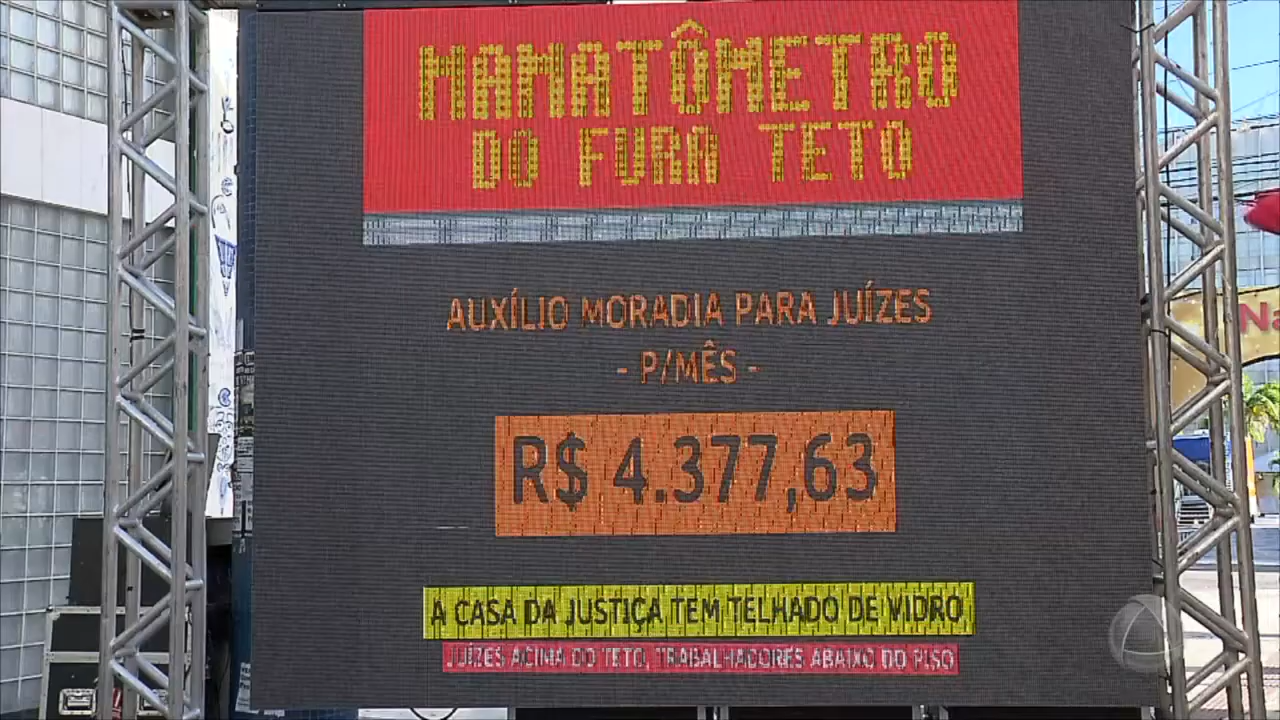 MAMATÔMETRO
DO FURA TETO
AUXÍLIO MORADIA PARA JUÍZES
- P/MÊS -
R$ 4.377,63
A CASA DA JUSTIÇA TEM TELHADO DE VIDRO
JUÍZES ACIMA DO TETO, TRABALHADORES ABAIXO DO PISO
Na